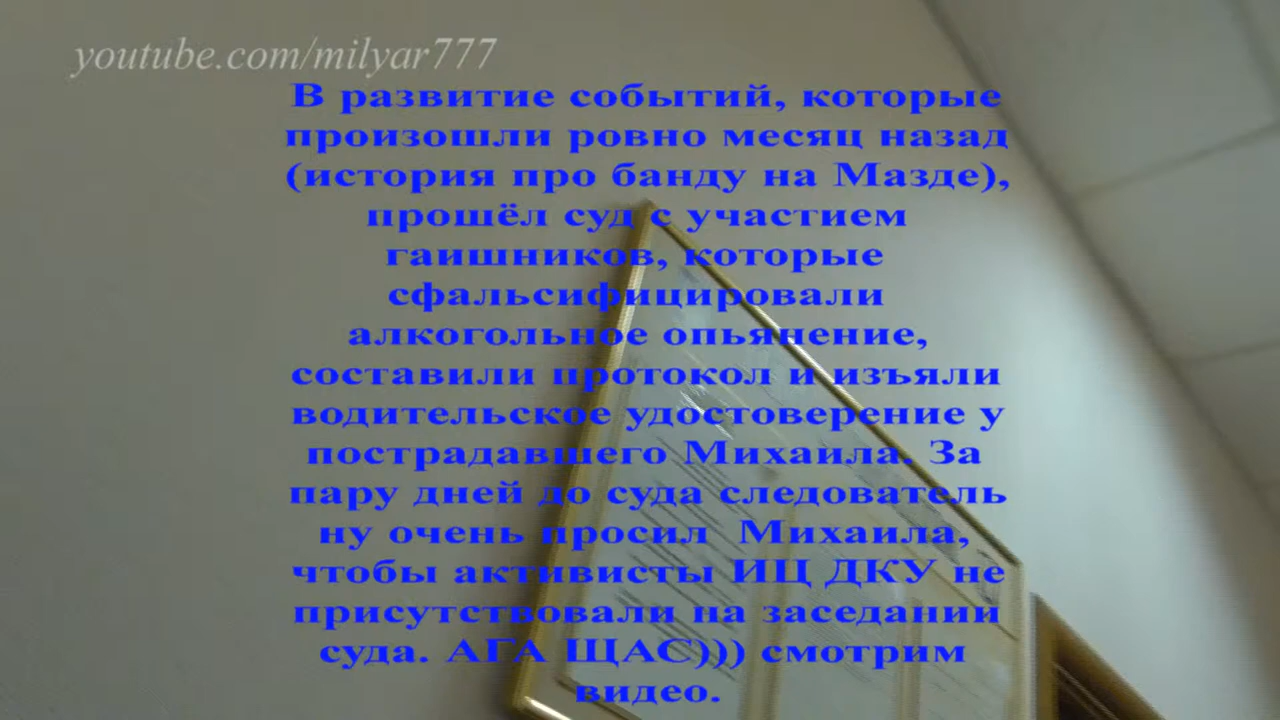 youtube.com/milyar777
В развитие событий, которые
произошли ровно месяц назад
(история про банду на Мазде),
прошёл суд с участием
гаишников, которые
сфальсифицировали
алкогольное опьянение,
составили протокол и изъяли
водительское удостоверение у
пострадавшего Михаила. За
пару дней до суда следователь
ну очень просил  Михаила,
чтобы активисты ИЦ ДКУ не
присутствовали на заседании
суда. АГА ЩАС))) смотрим
видео.